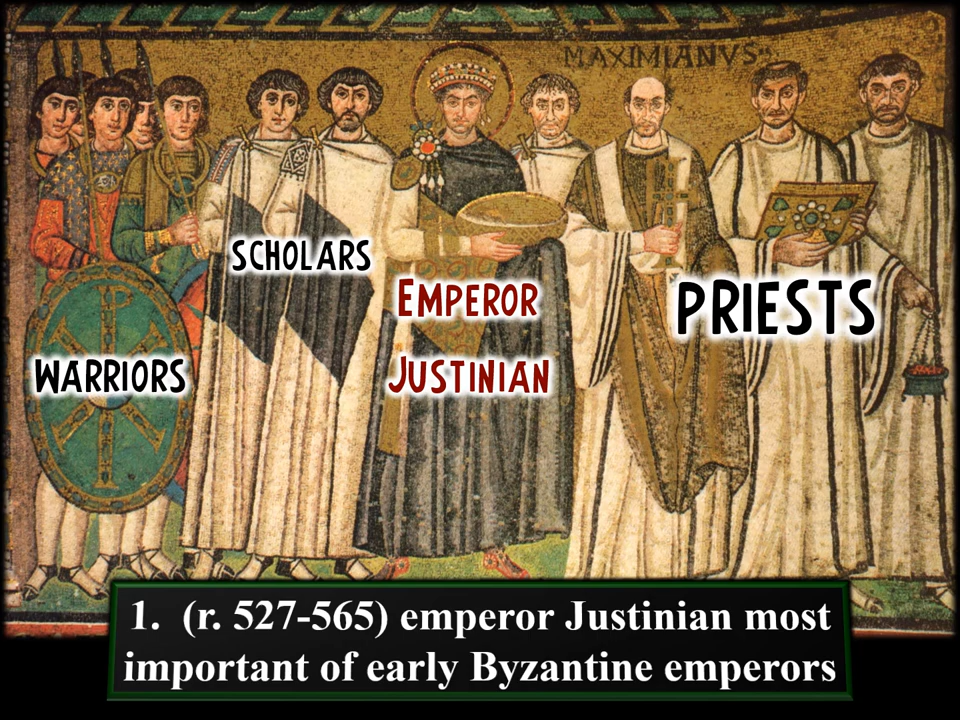 MAXIMIANVS
SCHOLARS
EMPEROR
JUSTINIAN
PRIESTS
WARRIORS
1. (r. 527-565) emperor Justinian most
important of early Byzantine emperors